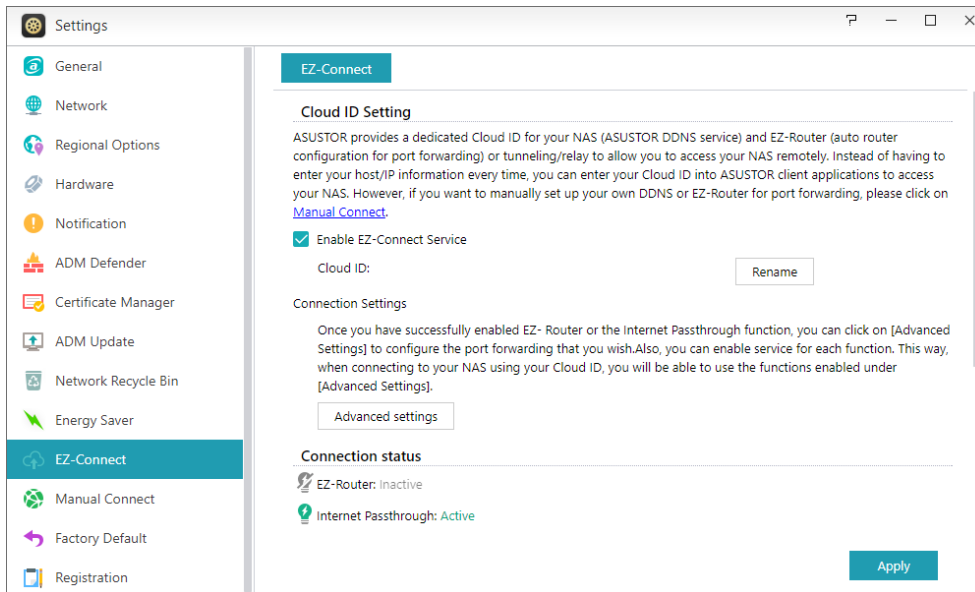 Settings
General
Network
Regional Options
Hardware
Notification
ADM Defender
Certificate Manager
ADM Update
Network Recycle Bin
Energy Saver
EZ-Connect
Manual Connect
Factory Default
Registration
EZ-Connect
Cloud ID Setting
ASUSTOR provides a dedicated Cloud ID for your NAS (ASUSTOR DDNS service) and EZ-Router (auto router
configuration for port forwarding) or tunneling/relay to allow you to access your NAS remotely. Instead of having to
enter your host/IP information every time, you can enter your Cloud ID into ASUSTOR client applications to access
your NAS. However, if you want to manually set up your own DDNS or EZ-Router for port forwarding, please click on
Manual Connect.
Enable EZ-Connect Service
Cloud ID:
Rename
Connection Settings
Once you have successfully enabled EZ- Router or the Internet Passthrough function, you can click on [Advanced
Settings] to configure the port forwarding that you wish.Also, you can enable service for each function. This way,
when connecting to your NAS using your Cloud ID, you will be able to use the functions enabled under
[Advanced Settings].
Advanced settings
Connection status
EZ-Router: Inactive
Internet Passthrough: Active
Apply